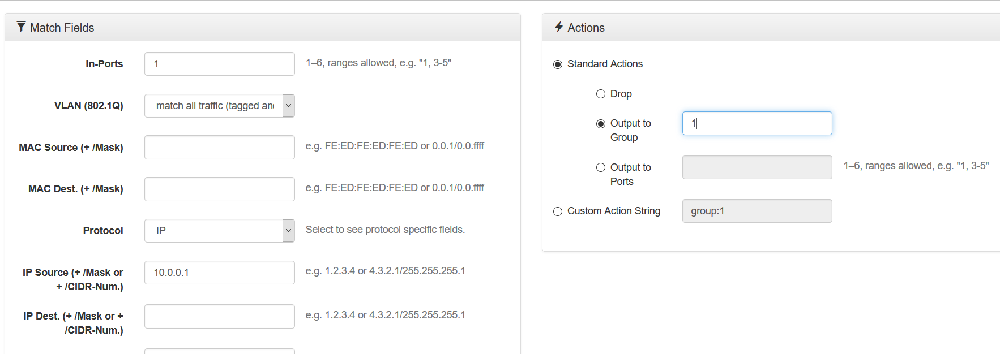 Match Fields
In-Ports
1
1–6, ranges allowed, e.g. "1, 3-5"
VLAN (802.1Q)
match all traffic (tagged an
MAC Source (+ /Mask)
e.g. FE:ED:FE:ED:FE:ED or 0.0.1/0.0.ffff
MAC Dest. (+ /Mask)
e.g. FE:ED:FE:ED:FE:ED or 0.0.1/0.0.ffff
Protocol
IP
Select to see protocol specific fields.
IP Source (+ /Mask or
+ /CIDR-Num.)
10.0.0.1
e.g. 1.2.3.4 or 4.3.2.1/255.255.255.1
IP Dest. (+ /Mask or +
/CIDR-Num.)
e.g. 1.2.3.4 or 4.3.2.1/255.255.255.1
Actions
Standard Actions
Drop
Output to
Group
1
Output to
Ports
1–6, ranges allowed, e.g. "1, 3-5"
Custom Action String
group:1